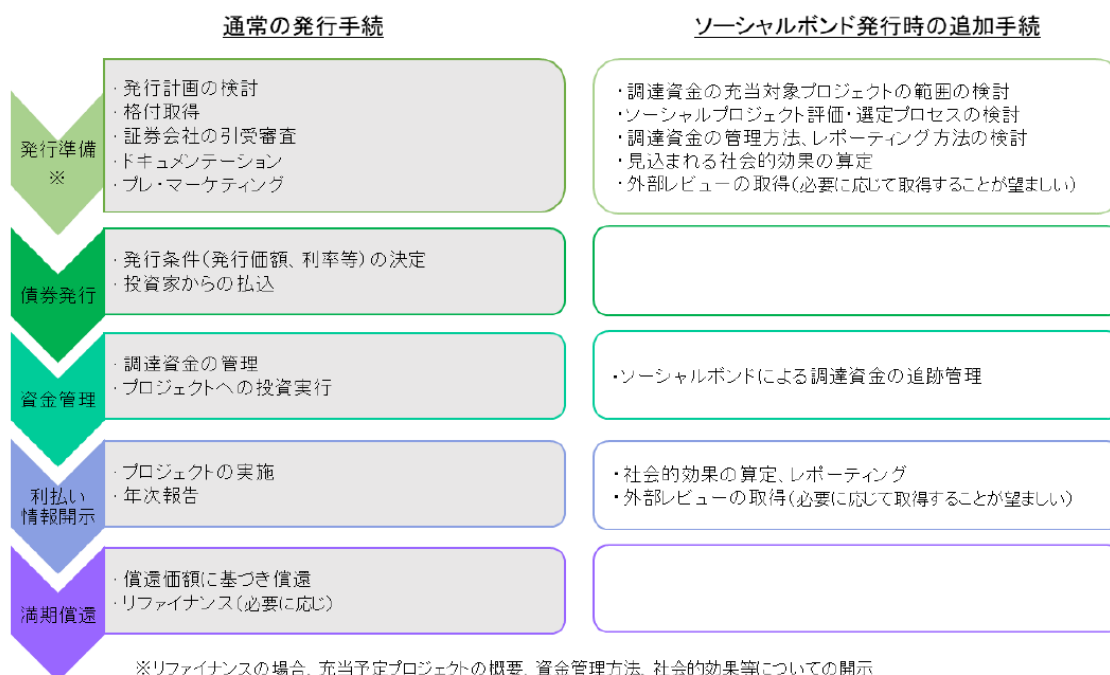 通常の発行手続
ソーシャルボンド発行時の追加手続
発行準備
※
・発行計画の検討
・格付取得
・証券会社の引受審査
・ドキュメンテーション
・プレ・マーケティング
・調達資金の充当対象プロジェクトの範囲の検討
・ソーシャルプロジェクト評価・選定プロセスの検討
・調達資金の管理方法、レポーティング方法の検討
・見込まれる社会的効果の算定
・外部レビューの取得(必要に応じて取得することが望ましい)
債券発行
・発行条件(発行価額、利率等)の決定
・投資家からの払込
資金管理
・調達資金の管理
・プロジェクトへの投資実行
・ソーシャルボンドによる調達資金の追跡管理
利払い
情報開示
・プロジェクトの実施
・年次報告
・社会的効果の算定、レポーティング
・外部レビューの取得(必要に応じて取得することが望ましい)
満期償還
・償還価額に基づき償還
・リファイナンス(必要に応じ)
※リファイナンスの場合、充当予定プロジェクトの概要、資金管理方法、社会的効果等についての開示